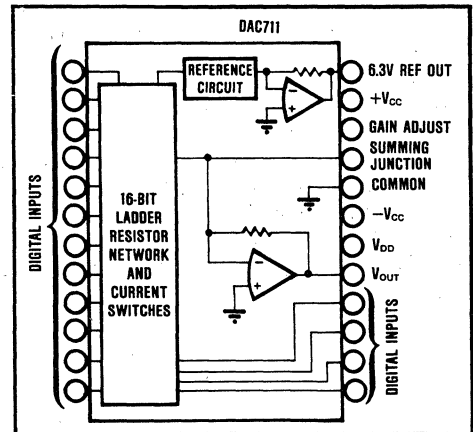 DAC711
REFERENCE
CIRCUIT
6.3V REF OUT
+VCC
GAIN ADJUST
SUMMING
JUNCTION
COMMON
-VCC
VDD
VOUT
DIGITAL INPUTS
16-BIT
LADDER
RESISTOR
NETWORK
AND
CURRENT
SWITCHES
DIGITAL INPUTS
-
+
-
+